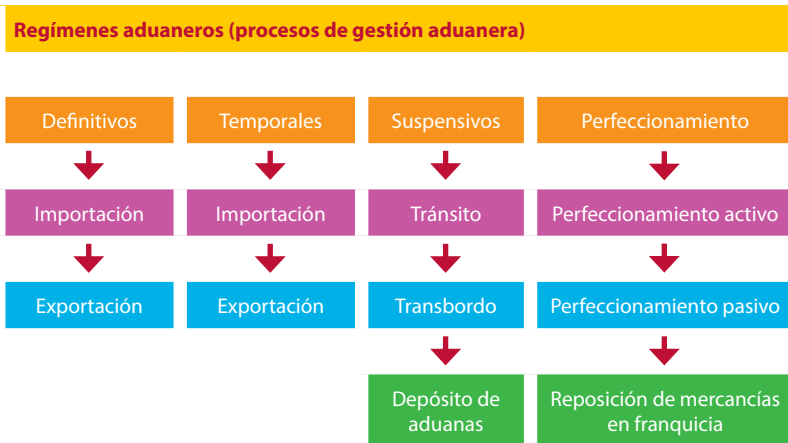 Regímenes aduaneros (procesos de gestión aduanera)
Definitivos
Temporales
Suspensivos
Perfeccionamiento
Importación
Importación
Tránsito
Perfeccionamiento activo
Exportación
Exportación
Transbordo
Perfeccionamiento pasivo
Depósito de
aduanas
Reposición de mercancías
en franquicia